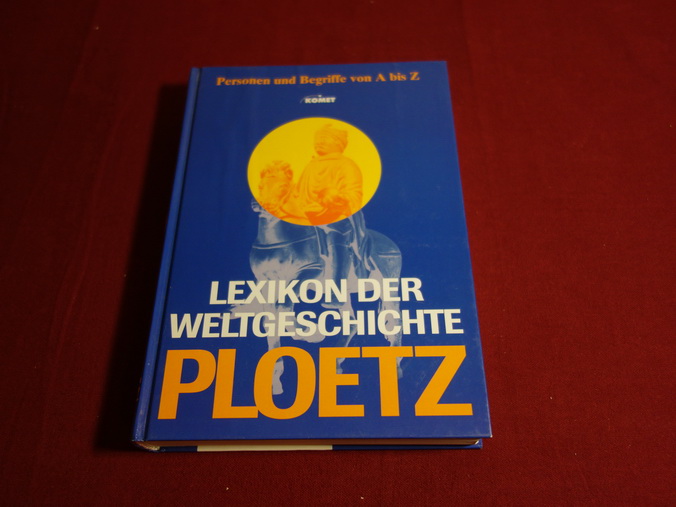 Personen und Begriffe von A bis Z
KOMET
LEXIKON DER
WELTGESCHICHTE
PLOETZ